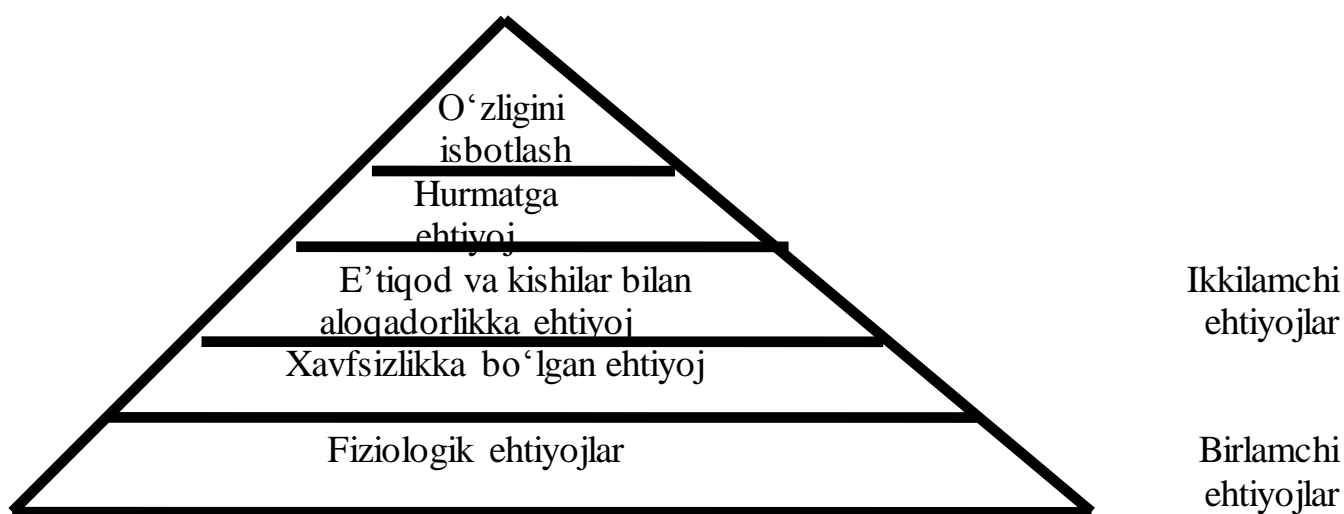 O‘zligini
isbotlash
Hurmatga
ehtiyoj
E’tiqod va kishilar bilan
aloqadorlikka ehtiyoj
Xavfsizlikka bo‘lgan ehtiyoj
Ikkilamchi
ehtiyojlar
Fiziologik ehtiyojlar
Birlamchi
ehtiyojlar